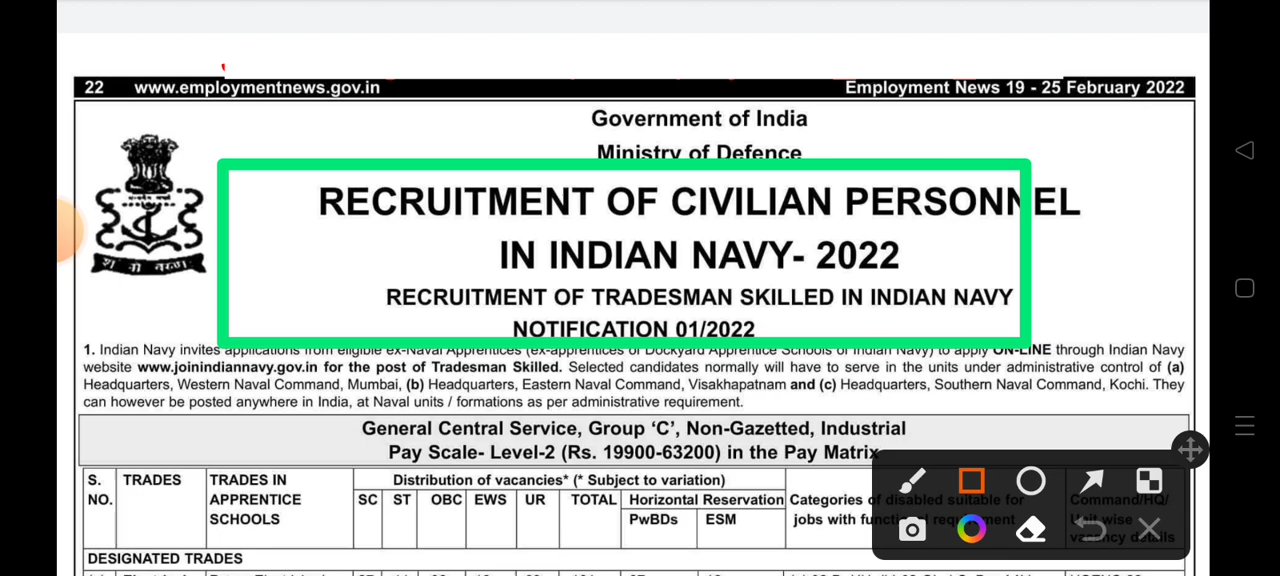 22 www.employmentnews.gov.in Employment News 19 - 25 February 2022
Government of India
Ministry of Defence
RECRUITMENT OF CIVILIAN PERSONNEL
IN INDIAN NAVY- 2022
RECRUITMENT OF TRADESMAN SKILLED IN INDIAN NAVY
NOTIFICATION 01/2022
1. Indian Navy invites applications from eligible ex-Naval Apprentices (ex-apprentices of Dockyard Apprentice Schools of Indian Navy) to apply ON-LINE through Indian Navy
website www.joinindiannavy.gov.in for the post of Tradesman Skilled. Selected candidates normally will have to serve in the units under administrative control of (a)
Headquarters, Western Naval Command, Mumbai, (b) Headquarters, Eastern Naval Command, Visakhapatnam and (c) Headquarters, Southern Naval Command, Kochi. They
can however be posted anywhere in India, at Naval units / formations as per administrative requirement.
General Central Service, Group ‘C’, Non-Gazetted, Industrial
Pay Scale- Level-2 (Rs. 19900-63200) in the Pay Matrix
S. NO. TRADES TRADES IN APPRENTICE SCHOOLS
Distribution of vacancies* (* Subject to variation)
SC ST OBC EWS UR TOTAL Horizontal Reservation
PwBDs ESM
Categories of disabled suitable for
jobs with functional requirement
Command/HQ/
Unit wise
vacancy details
DESIGNATED TRADES